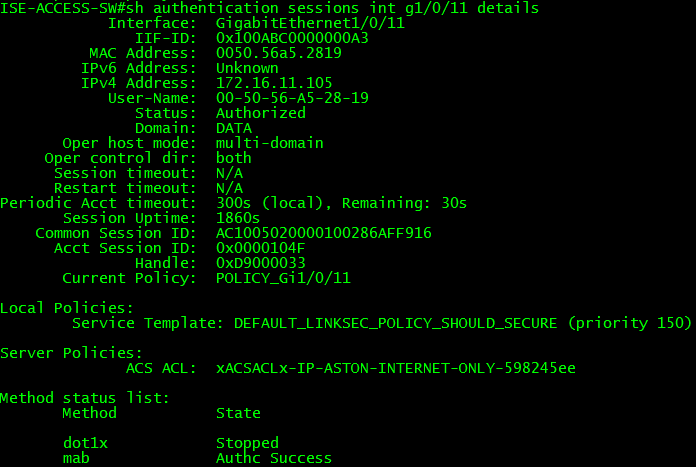 ISE-ACCESS-SW#sh authentication sessions int g1/0/11 details
Interface: GigabitEthernet1/0/11
IIF-ID: 0x100ABC0000000A3
MAC Address: 0050.56a5.2819
IPv6 Address: Unknown
IPv4 Address: 172.16.11.105
User-Name: 00-50-56-A5-28-19
Status: Authorized
Domain: DATA
Oper host mode: multi-domain
Oper control dir: both
Session timeout: N/A
Restart timeout: N/A
Periodic Acct timeout: 300s (local), Remaining: 30s
Session Uptime: 1860s
Common Session ID: AC1005020000100286AFF916
Acct Session ID: 0x0000104F
Handle: 0xD9000033
Current Policy: POLICY_Gi1/0/11
Local Policies:
Service Template: DEFAULT_LINKSEC_POLICY_SHOULD_SECURE (priority 150)
Server Policies:
ACS ACL: xACSACLx-IP-ASTON-INTERNET-ONLY-598245ee
Method status list:
Method State
dot1x Stopped
mab Authc Success